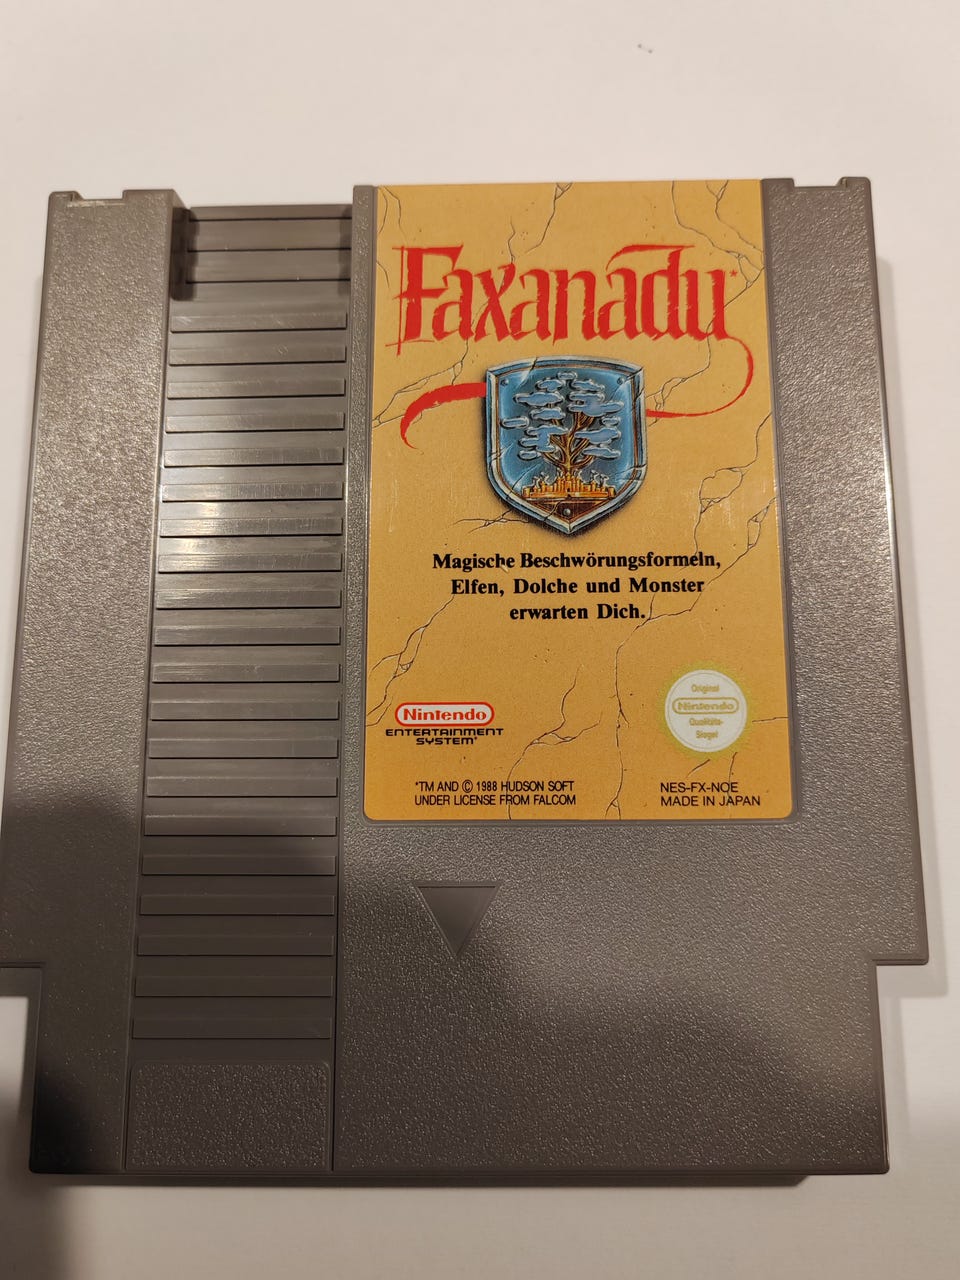 Faxanadu*
Magische Beschwörungsformeln,
Elfen, Dolche und Monster
erwarten Dich.
Original
Nintendo
Qualitäts-
Siegel
Nintendo
ENTERTAINMENT
SYSTEM*
*TM AND © 1988 HUDSON SOFT
UNDER LICENSE FROM FALCOM
NES-FX-NOE
MADE IN JAPAN